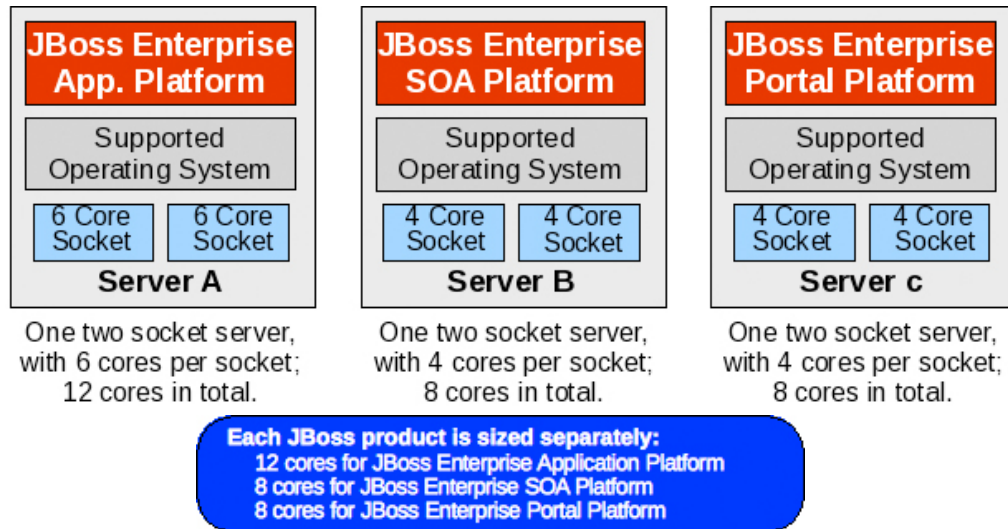 JBoss Enterprise
App. Platform
Supported
Operating System
6 Core
Socket
6 Core
Socket
Server A
One two socket server,
with 6 cores per socket;
12 cores in total.
JBoss Enterprise
SOA Platform
Supported
Operating System
4 Core
Socket
4 Core
Socket
Server B
One two socket server,
with 4 cores per socket;
8 cores in total.
JBoss Enterprise
Portal Platform
Supported
Operating System
4 Core
Socket
4 Core
Socket
Server c
One two socket server,
with 4 cores per socket;
8 cores in total.
Each JBoss product is sized separately:
12 cores for JBoss Enterprise Application Platform
8 cores for JBoss Enterprise SOA Platform
8 cores for JBoss Enterprise Portal Platform